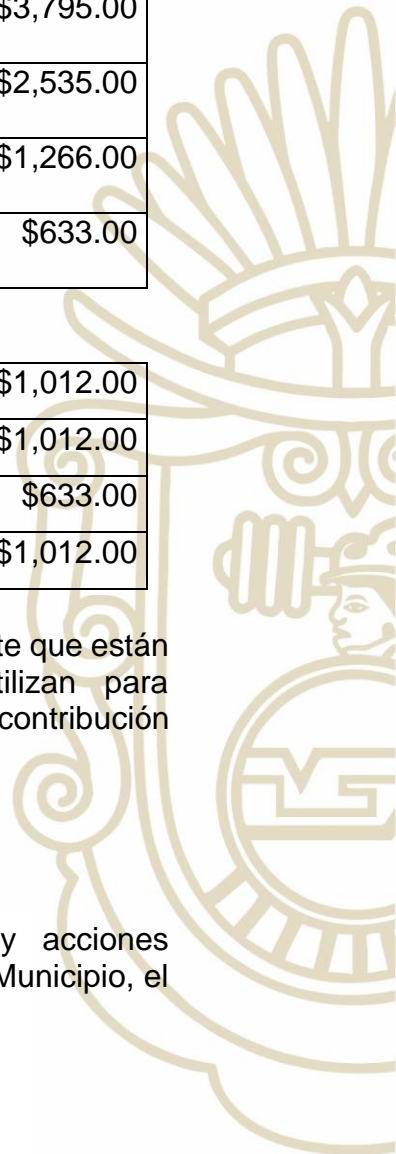 $3,795.00
$2,535.00
$1,266.00
$633.00
$1,012.00
$1,012.00
$633.00
$1,012.00
te que están
tilizan para
contribución
y acciones
Municipio, el